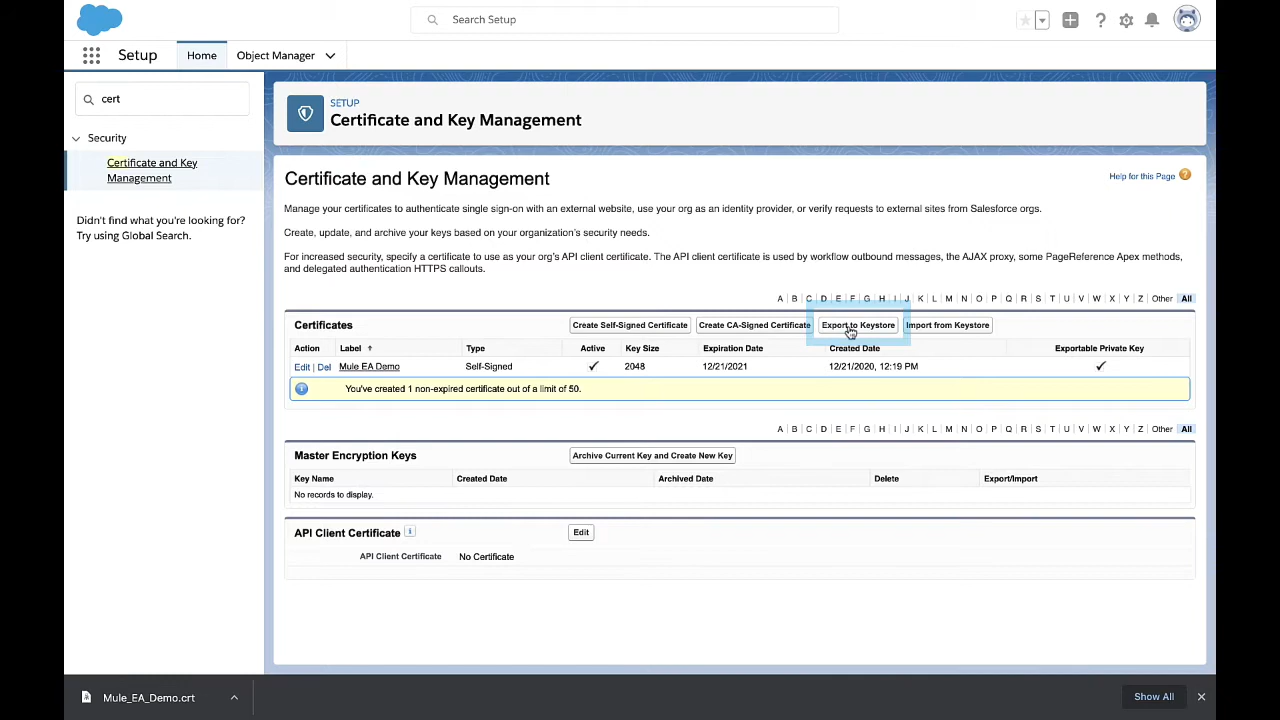 Search Setup
Setup
Home
Object Manager
cert
Security
Certificate and Key
Management
Didn't find what you're looking for?
Try using Global Search.
SETUP
Certificate and Key Management
Certificate and Key Management
Help for this Page
Manage your certificates to authenticate single sign-on with an external website, use your org as an identity provider, or verify requests to external sites from Salesforce orgs.
Create, update, and archive your keys based on your organization's security needs.
For increased security, specify a certificate to use as your org's API client certificate. The API client certificate is used by workflow outbound messages, the AJAX proxy, some PageReference Apex methods,
and delegated authentication HTTPS callouts.
A | B | C | D | E | F | G | H | I | J | K | L | M | N | O | P | Q | R | S | T | U | V | W | X | Y | Z | Other | All
Certificates Create Self-Signed Certificate Create CA-Signed Certificate Export to Keystore Import from Keystore
Action Label Type Active Key Size Expiration Date Created Date Exportable Private Key
Edit | Del Mule EA Demo Self-Signed 2048 12/21/2021 12/21/2020, 12:19 PM
You've created 1 non-expired certificate out of a limit of 50.
A | B | C | D | E | F | G | H | I | J | K | L | M | N | O | P | Q | R | S | T | U | V | W | X | Y | Z | Other | All
Master Encryption Keys Archive Current Key and Create New Key
Key Name Created Date Archived Date Delete Export/Import
No records to display.
API Client Certificate i Edit
API Client Certificate No Certificate
Mule_EA_Demo.crt
Show All